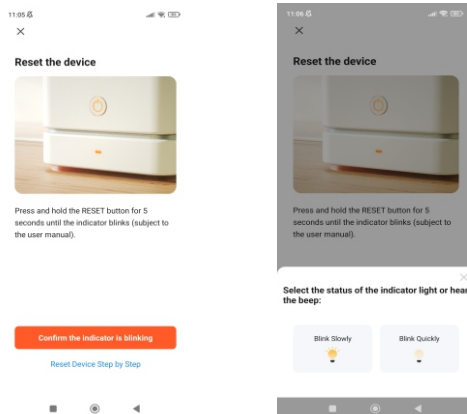 11:05
Reset the device
Press and hold the RESET button for 5
seconds until the indicator blinks (subject to
the user manual).
Confirm the indicator is blinking
Reset Device Step by Step
11:06
Reset the device
Press and hold the RESET button for 5
seconds until the indicator blinks (subject to
the user manual).
Select the status of the indicator light or hear
the beep:
Blink Slowly
Blink Quickly